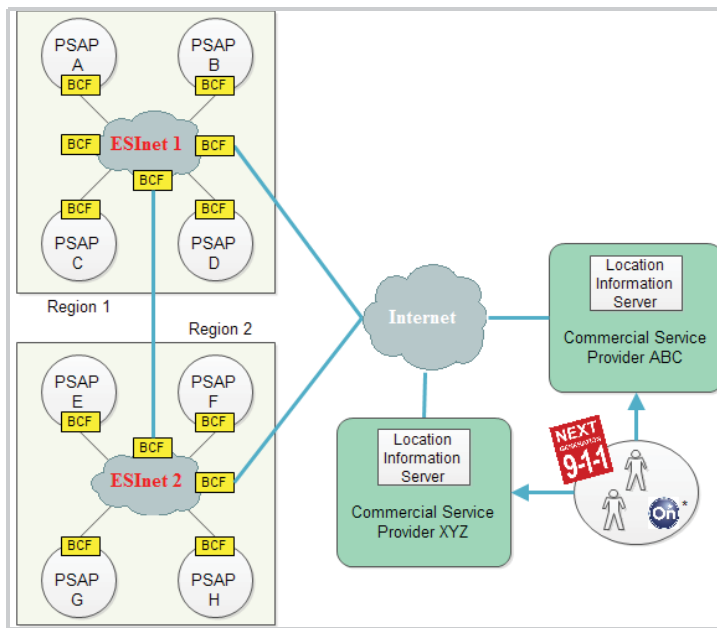 PSAP
A
BCF
PSAP
B
BCF
BCF
ESInet 1
BCF
BCF
BCF
PSAP
C
BCF
PSAP
D
Region 1
Region 2
PSAP
E
BCF
PSAP
F
BCF
BCF
ESInet 2
BCF
BCF
PSAP
G
BCF
PSAP
H
Internet
Location
Information
Server
Commercial Service
Provider ABC
Location
Information
Server
Commercial Service
Provider XYZ
NEXT
GENERATION
9-1-1
On
*